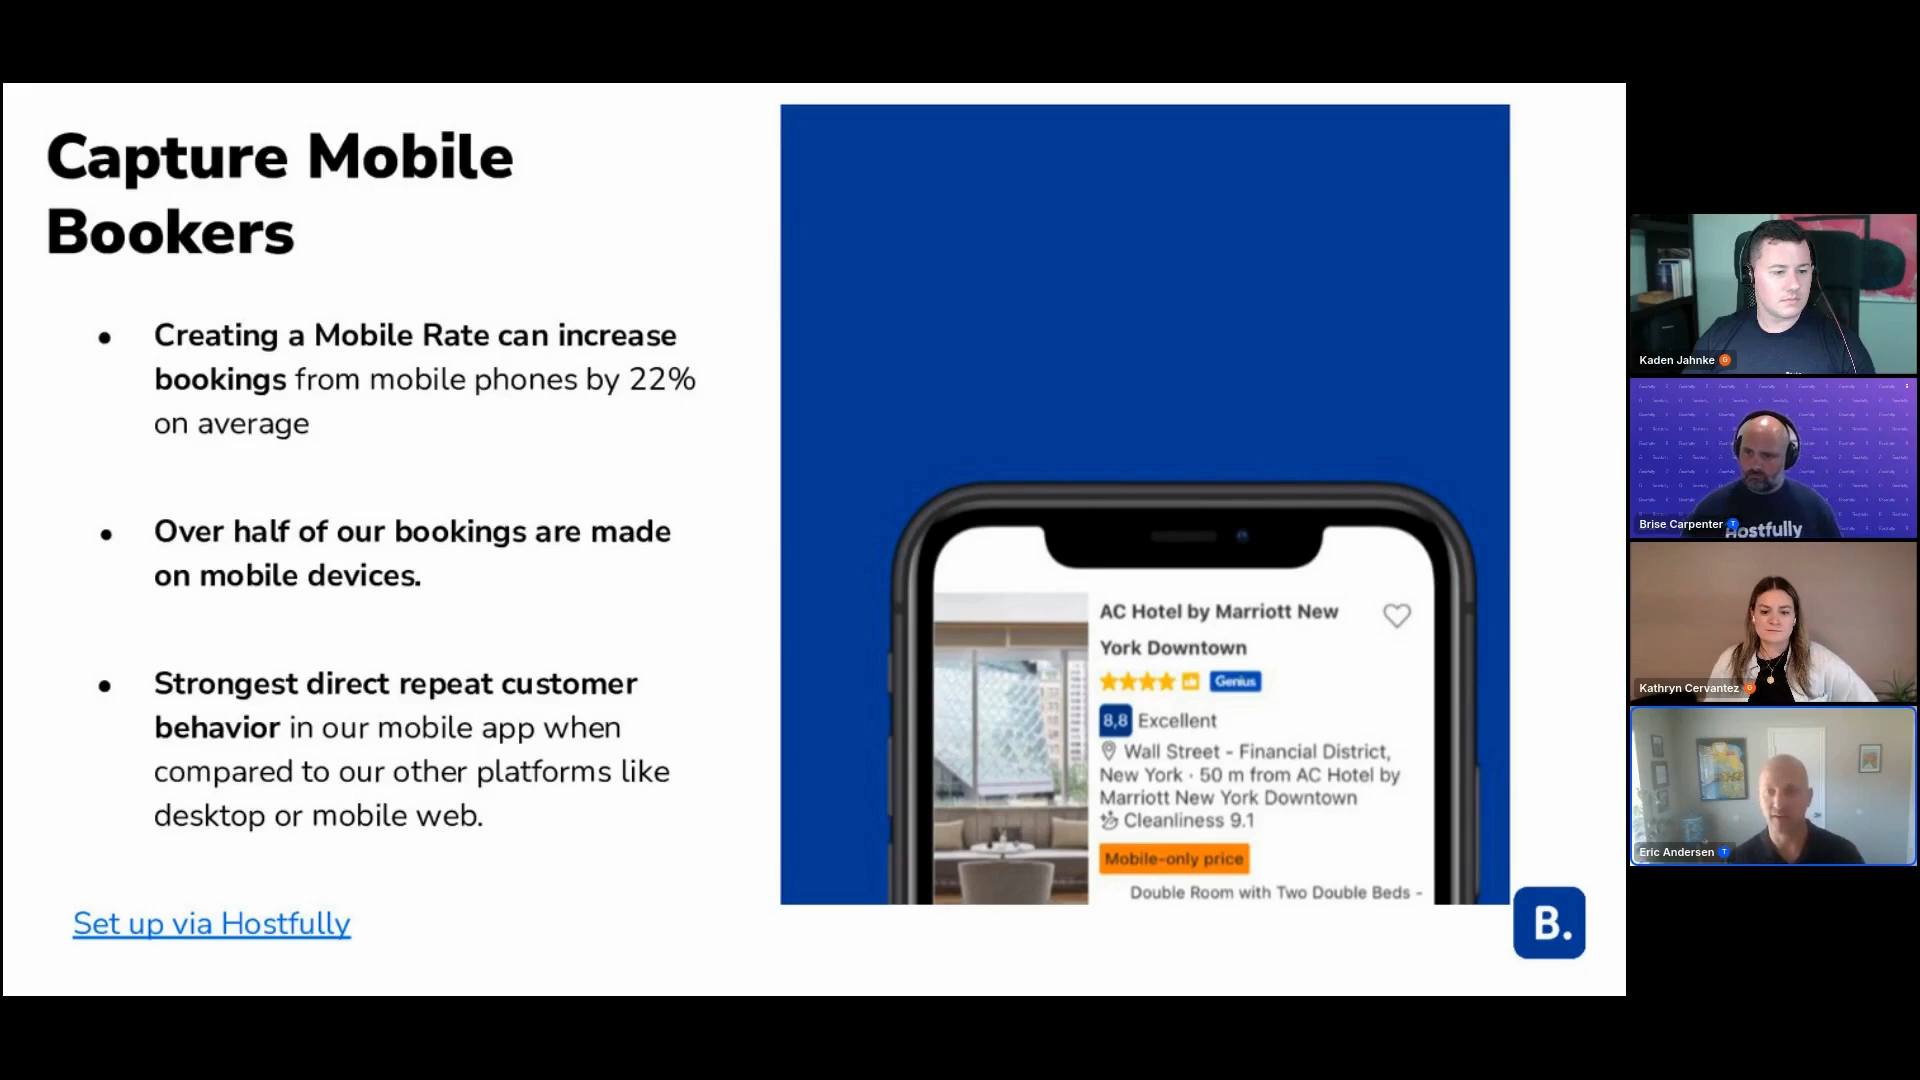 Capture Mobile
Bookers
● Creating a Mobile Rate can increase
bookings from mobile phones by 22%
on average
● Over half of our bookings are made
on mobile devices.
● Strongest direct repeat customer
behavior in our mobile app when
compared to our other platforms like
desktop or mobile web.
Set up via Hostfully
AC Hotel by Marriott New
York Downtown
Genius
8,8 Excellent
Wall Street - Financial District,
New York · 50 m from AC Hotel by
Marriott New York Downtown
Cleanliness 9.1
Mobile-only price
Double Room with Two Double Beds -
B.
Kaden Jahnke G
Hostfully
Brise Carpenter T
Kathryn Cervantez G
Eric Andersen T